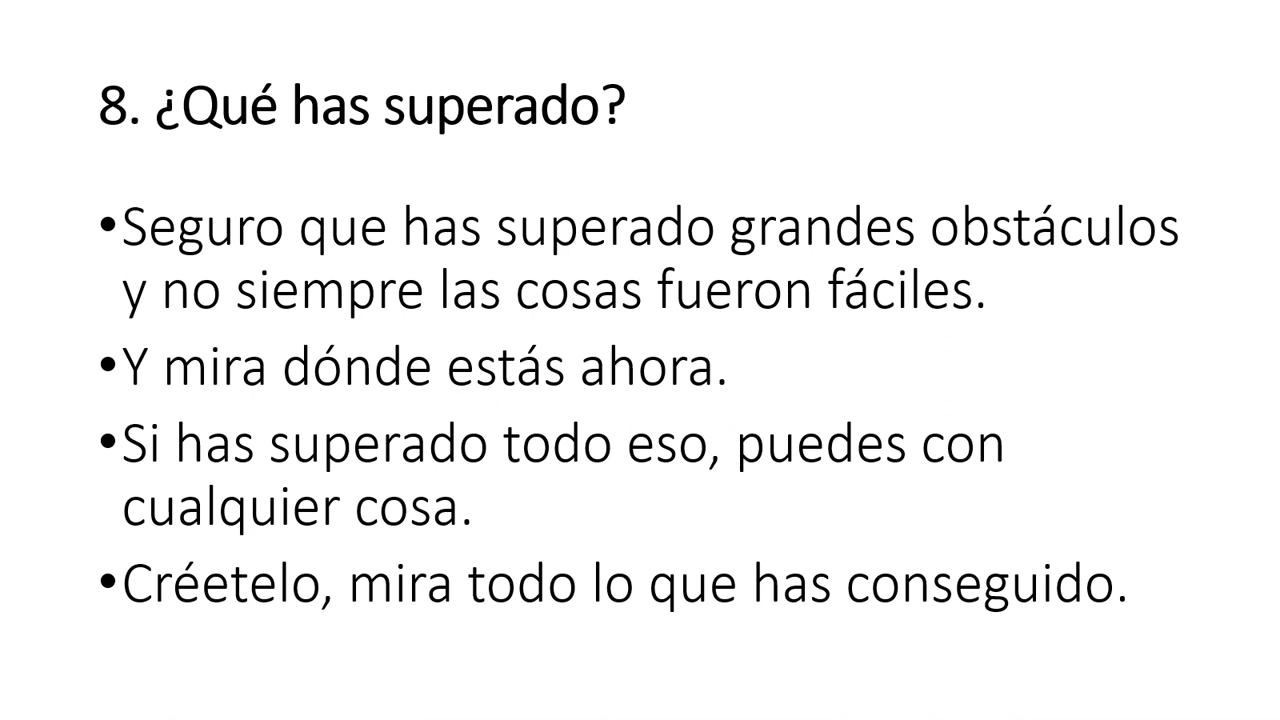 8. ¿Qué has superado?
•Seguro que has superado grandes obstáculos
y no siempre las cosas fueron fáciles.
•Y mira dónde estás ahora.
•Si has superado todo eso, puedes con
cualquier cosa.
•Créetelo, mira todo lo que has conseguido.